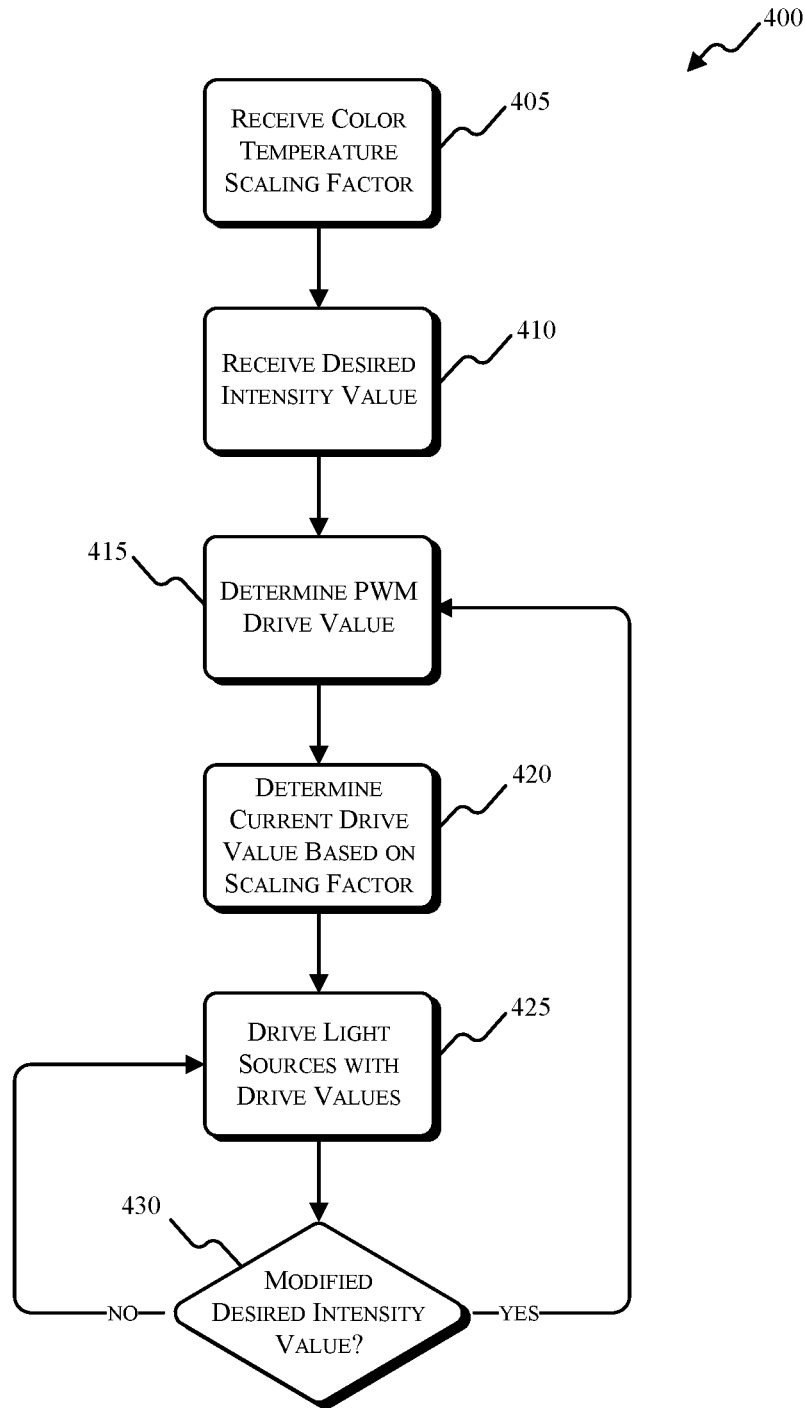 400
RECEIVE COLOR
TEMPERATURE
SCALING FACTOR
405
RECEIVE DESIRED
INTENSITY VALUE
410
415
DETERMINE PWM
DRIVE VALUE
DETERMINE
CURRENT DRIVE
VALUE BASED ON
SCALING FACTOR
420
DRIVE LIGHT
SOURCES WITH
DRIVE VALUES
425
430
MODIFIED
DESIRED INTENSITY
VALUE?
NO
YES